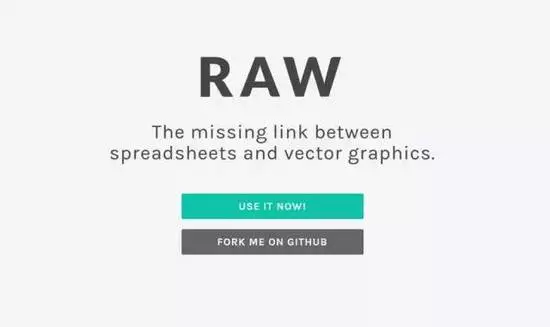 RAW
The missing link between
spreadsheets and vector graphics.
USE IT NOW!
FORK ME ON GITHUB